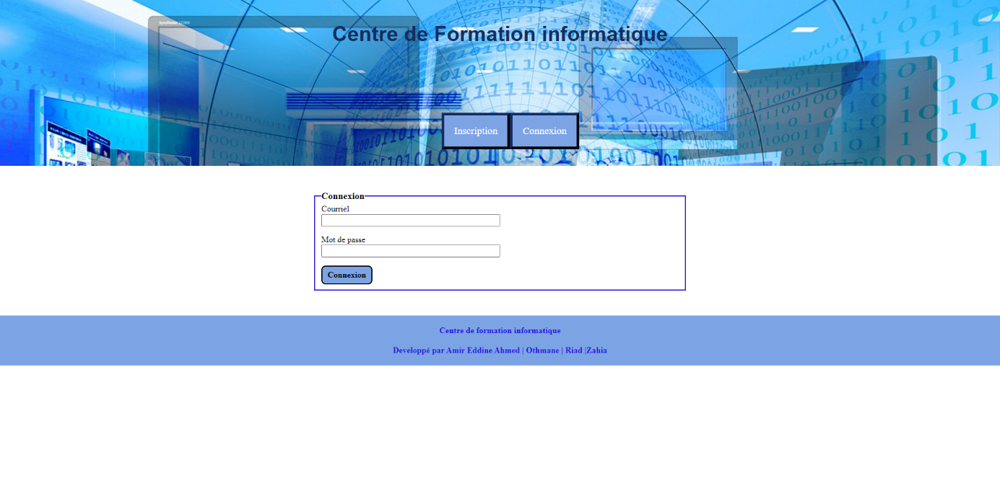 Centre de Formation informatique
Inscription Connexion
Connexion
Courriel
Mot de passe
Connexion
Centre de formation informatique
Developpé par Amir Eddine Ahmed | Othmane | Riad |Zahia